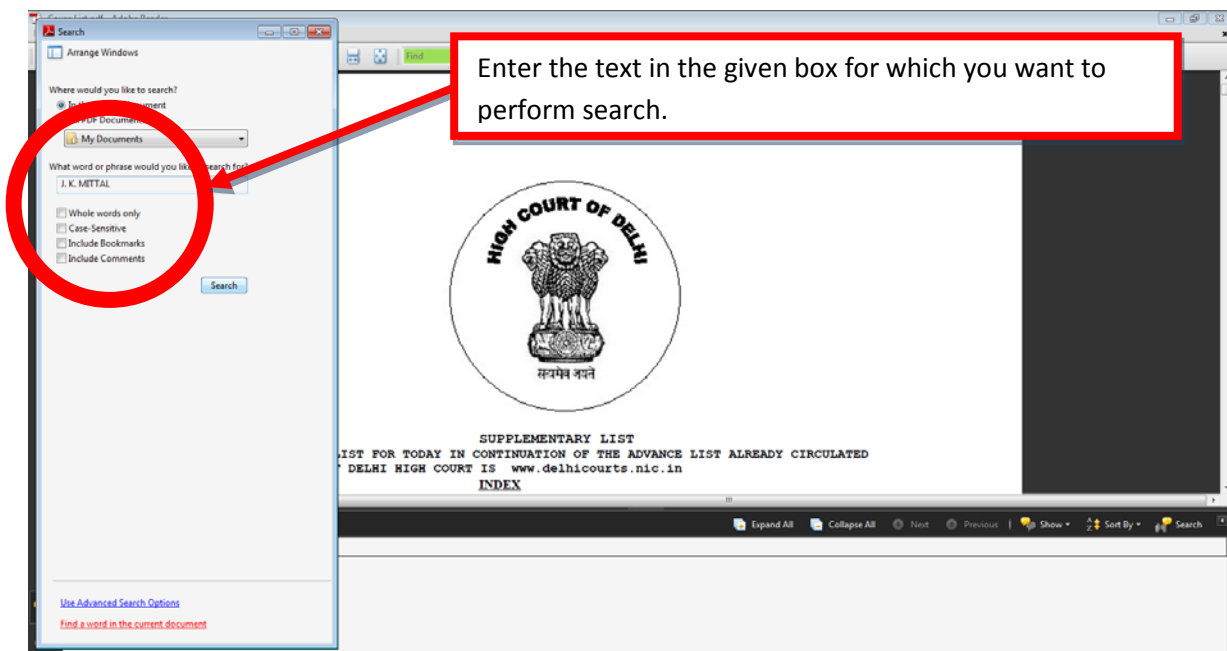 Search
Arrange Windows
Find
Enter the text in the given box for which you want to
perform search.
Where would you like to search?
PDF Documents
My Documents
What word or phrase would you like search for?
J. K. MITTAL
Whole words only
Case-Sensitive
Include Bookmarks
Include Comments
Search
HIGH COURT OF DELHI
सत्यमेव जयते
SUPPLEMENTARY LIST
LIST FOR TODAY IN CONTINUATION OF THE ADVANCE LIST ALREADY CIRCULATED
DELHI HIGH COURT IS www.delhicourts.nic.in
INDEX
Expand All Collapse All Next Previous Show Sort By Search
Use Advanced Search Options
Find a word in the current document